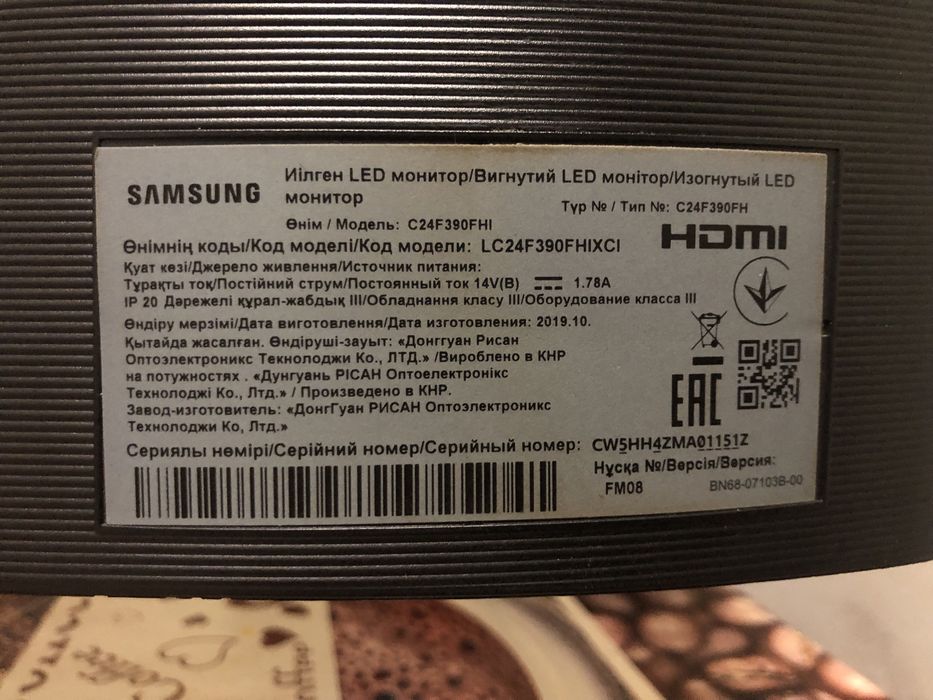 SAMSUNG
Иілген LED монитор/Вигнутий LED монітор/Изогнутый LED
монитор
Түр № / Тип №: C24F390FH
Өнім / Модель: C24F390FHI
Өнімнің коды/Код моделі/Код модели: LC24F390FHIXCI
HDMI
Қуат көзі/Джерело живлення/Источник питания:
Тұрақты тоқ/Постійний струм/Постоянный ток 14V(В) 1.78A
IP 20 Дәрежелі құрал-жабдық III/Обладнання класу III/Оборудование класса III
Өндіру мерзімі/Дата виготовлення/Дата изготовления: 2019.10.
Қытайда жасалған. Өндіруші-зауыт: «Донггуан Рисан
Оптоэлектроникс Текнолоджи Ко., ЛТД.» /Вироблено в КНР
на потужностях . «Дунгуань РІСАН Оптоелектронікс
Технолоджі Ко., Лтд.» / Произведено в КНР.
Завод-изготовитель: «ДонгГуан РИСАН Оптоэлектроникс
Технолоджи Ко, Лтд.»
EAC
Сериялы нөмірі/Серійний номер/Серийный номер: CW5HH4ZMA01151Z
Нұсқа №/Версія/Версия:
FM08
BN68-07103B-00